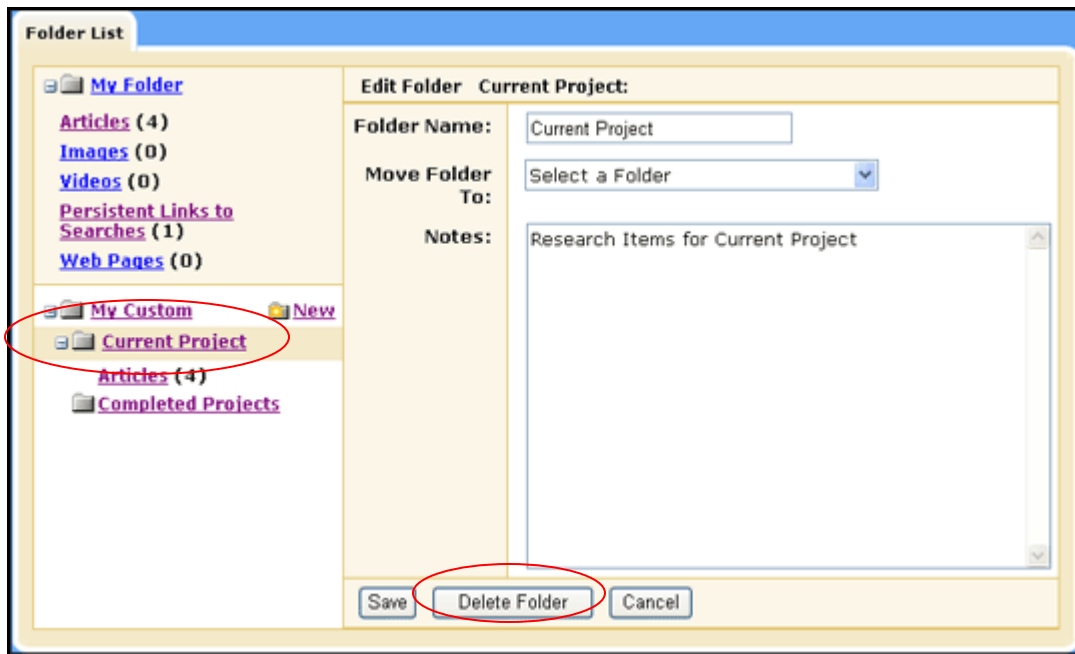 Folder List
My Folder
Articles (4)
Images (0)
Videos (0)
Persistent Links to
Searches (1)
Web Pages (0)
My Custom New
Current Project
Articles (4)
Completed Projects
Edit Folder Current Project:
Folder Name: Current Project
Move Folder To: Select a Folder
Notes: Research Items for Current Project
Save Delete Folder Cancel